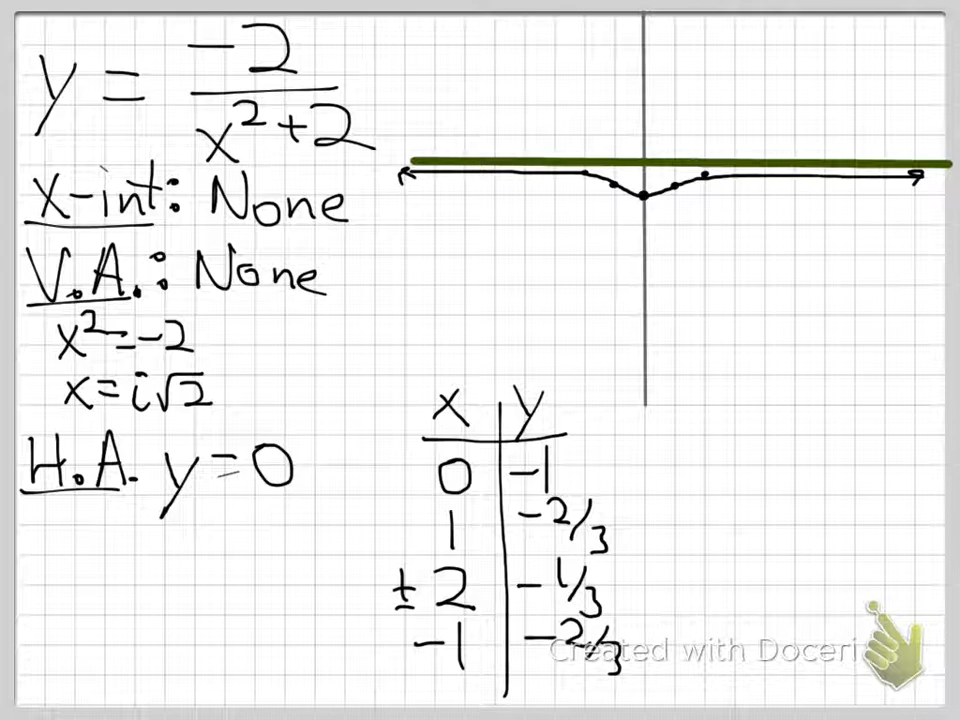 y = -2/(x²+2)
x-int: None
V.A.: None
x²=-2
x=i√2
H.A. y=0
x y
0 -1
1 -2/3
±2 -1/3
-1 -2/3
Created with Doceri